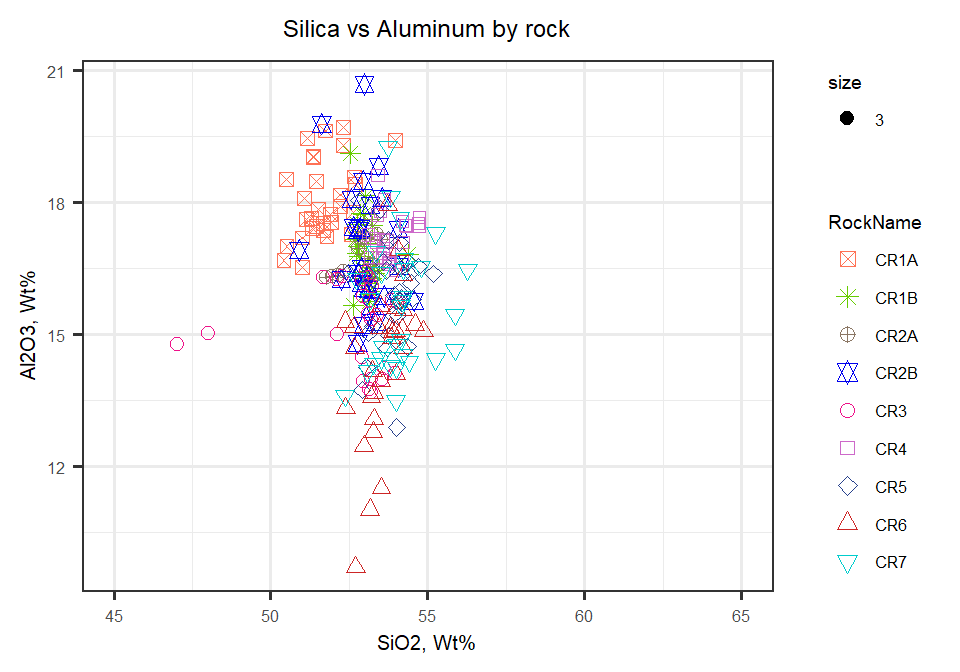 Silica vs Aluminum by rock
21
18
15
12
Al2O3, Wt%
45
50
55
60
65
SiO2, Wt%
size
3
RockName
CR1A
CR1B
CR2A
CR2B
CR3
CR4
CR5
CR6
CR7